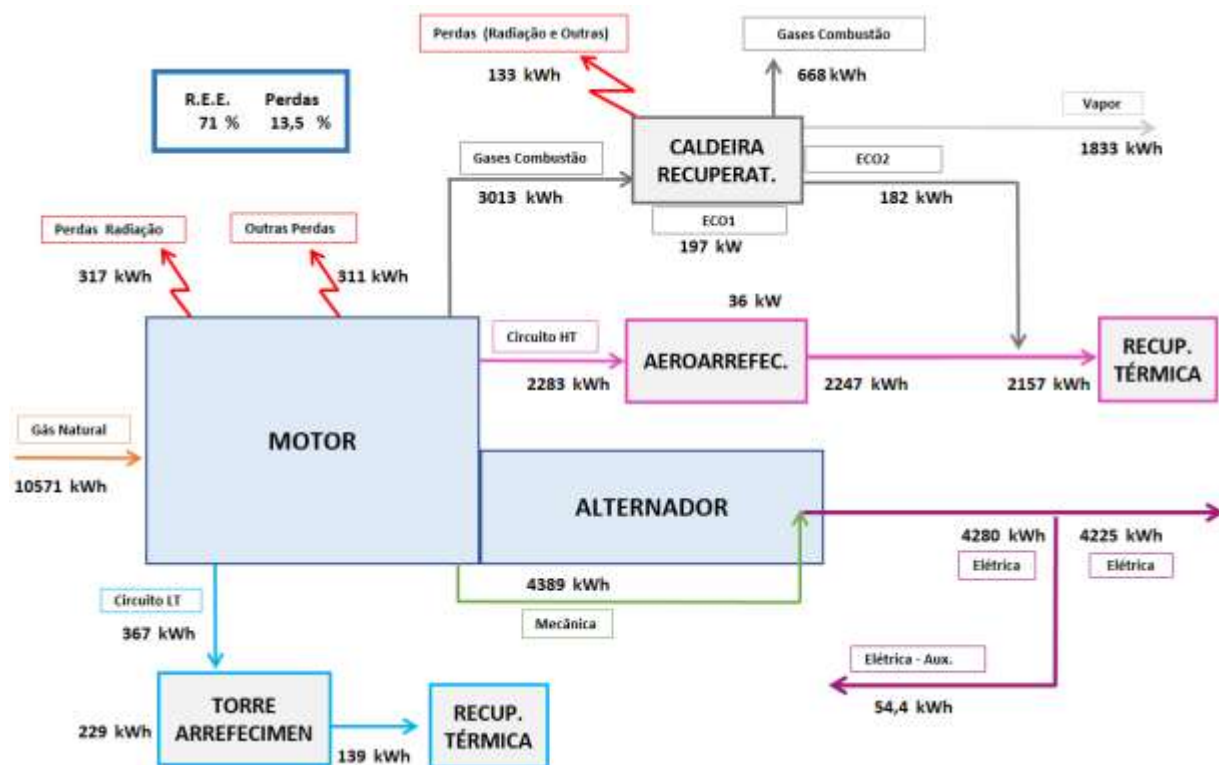 Perdas (Radiação e Outras)
133 kWh
Gases Combustão
668 kWh
R.E.E. Perdas
71 % 13,5 %
Vapor
1833 kWh
CALDEIRA
RECUPERAT.
Gases Combustão
3013 kWh
ECO2
182 kWh
ECO1
197 kW
Perdas Radiação
317 kWh
Outras Perdas
311 kWh
36 kW
Circuito HT
2283 kWh
AEROARREFEC.
2247 kWh
2157 kWh
RECUP.
TÉRMICA
Gás Natural
10571 kWh
MOTOR
ALTERNADOR
4280 kWh
Elétrica
4225 kWh
Elétrica
4389 kWh
Mecânica
Circuito LT
367 kWh
Elétrica - Aux.
54,4 kWh
229 kWh
TORRE
ARREFECIMEN
139 kWh
RECUP.
TÉRMICA